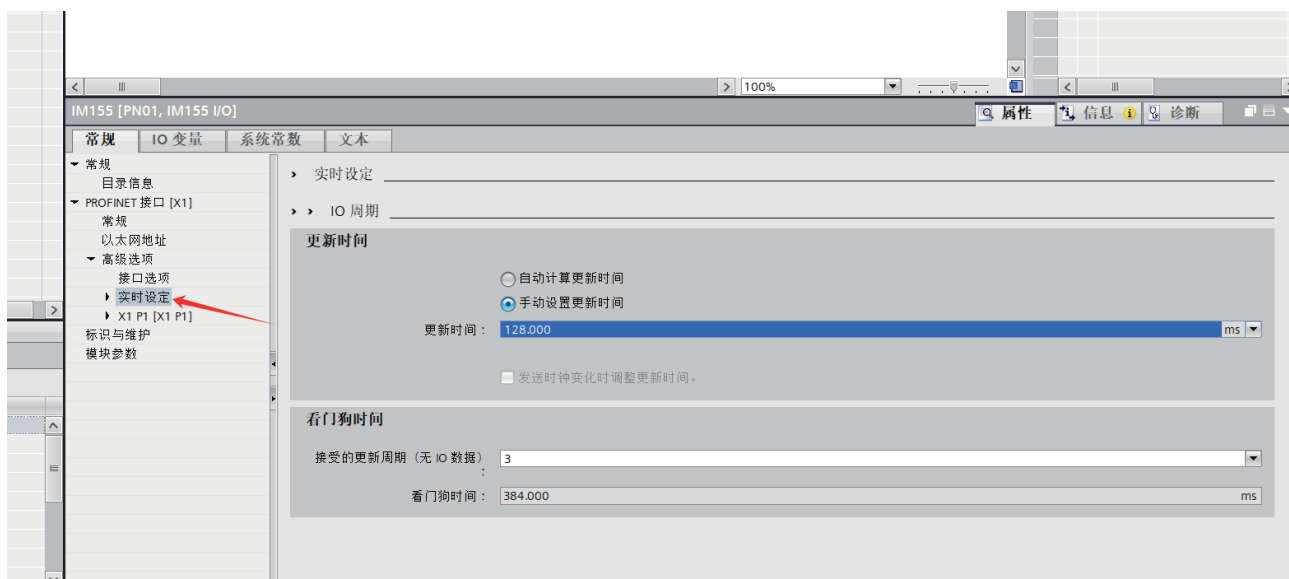 100%
IM155 [PN01, IM155 I/O]
属性
信息
诊断
常规
IO 变量
系统常数
文本
常规
目录信息
PROFINET 接口 [X1]
常规
以太网地址
高级选项
接口选项
实时设定
X1 P1 [X1 P1]
标识与维护
模块参数
实时设定
IO 周期
更新时间
自动计算更新时间
手动设置更新时间
更新时间： 128.000 ms
发送时钟变化时调整更新时间。
看门狗时间
接受的更新周期（无 IO 数据） 3
:
看门狗时间： 384.000 ms